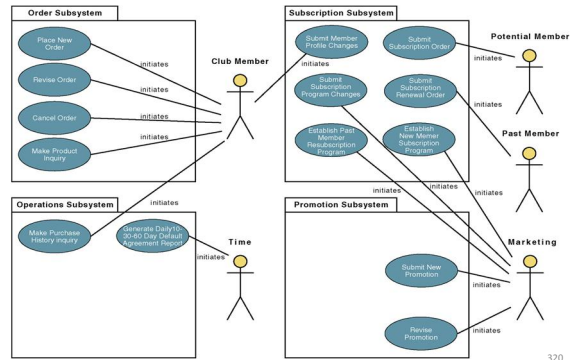 Order Subsystem
Place New
Order
Revise Order
Cancel Order
Make Product
Inquiry
initiates
initiates
initiates
initiates
Club Member
Subscription Subsystem
Submit Member
Profile Changes
Submit
Subscription Order
Submit
Subscription
Program Changes
Submit
Subscription
Renewal Order
Establish Past
Member
Resubscription
Program
Establish
New Memer
Subscription
Program
initiates
Potential Member
initiates
initiates
Past Member
initiates
initiates
initiates
Operations Subsystem
Make Purchase
History inquiry
Generate Daily10-
30-60 Day Default
Agreement Report
initiates
initiates
Time
Promotion Subsystem
Submit New
Promotion
Revise
Promotion
initiates
initiates
Marketing
320